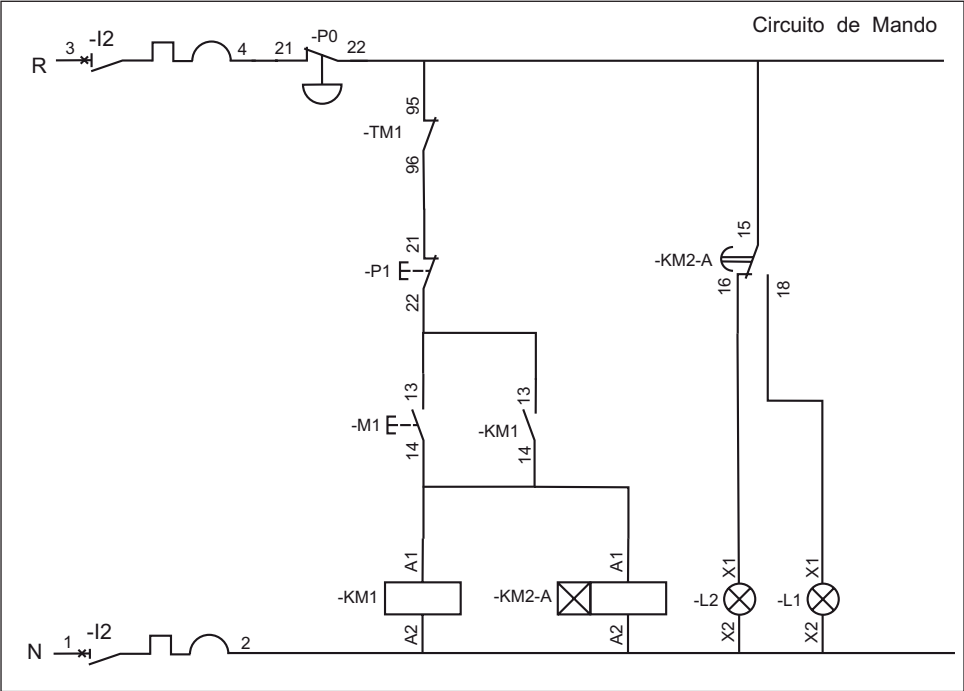 Circuito de Mando
R
3
-I2
4
21
-P0
22
95
-TM1
96
21
-P1
22
13
-M1
14
13
-KM1
14
15
-KM2-A
16
18
A1
-KM1
A2
A1
-KM2-A
A2
X1
-L2
X2
X1
-L1
X2
N
1
-I2
2